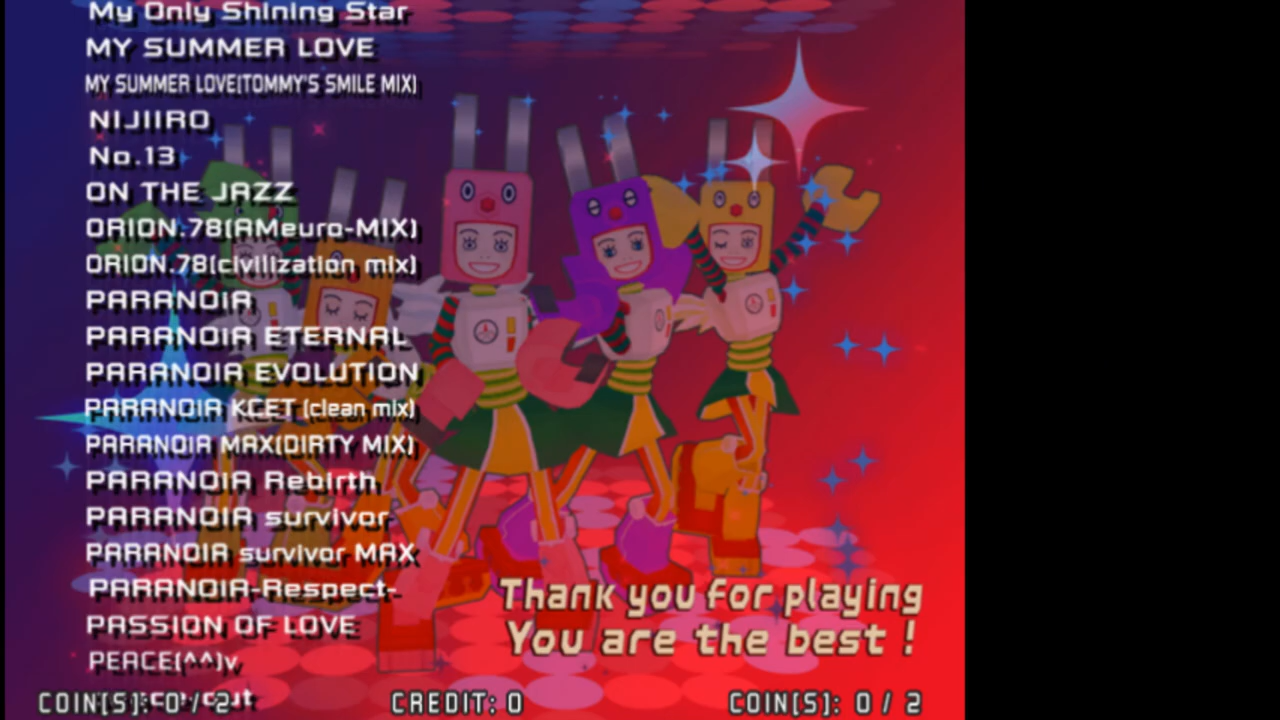 My Only Shining Star
MY SUMMER LOVE
MY SUMMER LOVE(TOMMY'S SMILE MIX)
NIJIIRO
No.13
ON THE JAZZ
ORION.78(AMeuro-MIX)
ORION.78(civilization mix)
PARANOiA
PARANOiA ETERNAL
PARANOIA EVOLUTION
PARANOIA KCET (clean mix)
PARANOiA MAX(DIRTY MIX)
PARANOIA Rebirth
PARANOIA survivor
PARANOIA survivor MAX
PARANOiA-Respect-
PASSION OF LOVE
PEACE(^^)v
Thank you for playing
You are the best !
COIN[S]: 0 / 2
CREDIT: 0
COIN[S]: 0 / 2